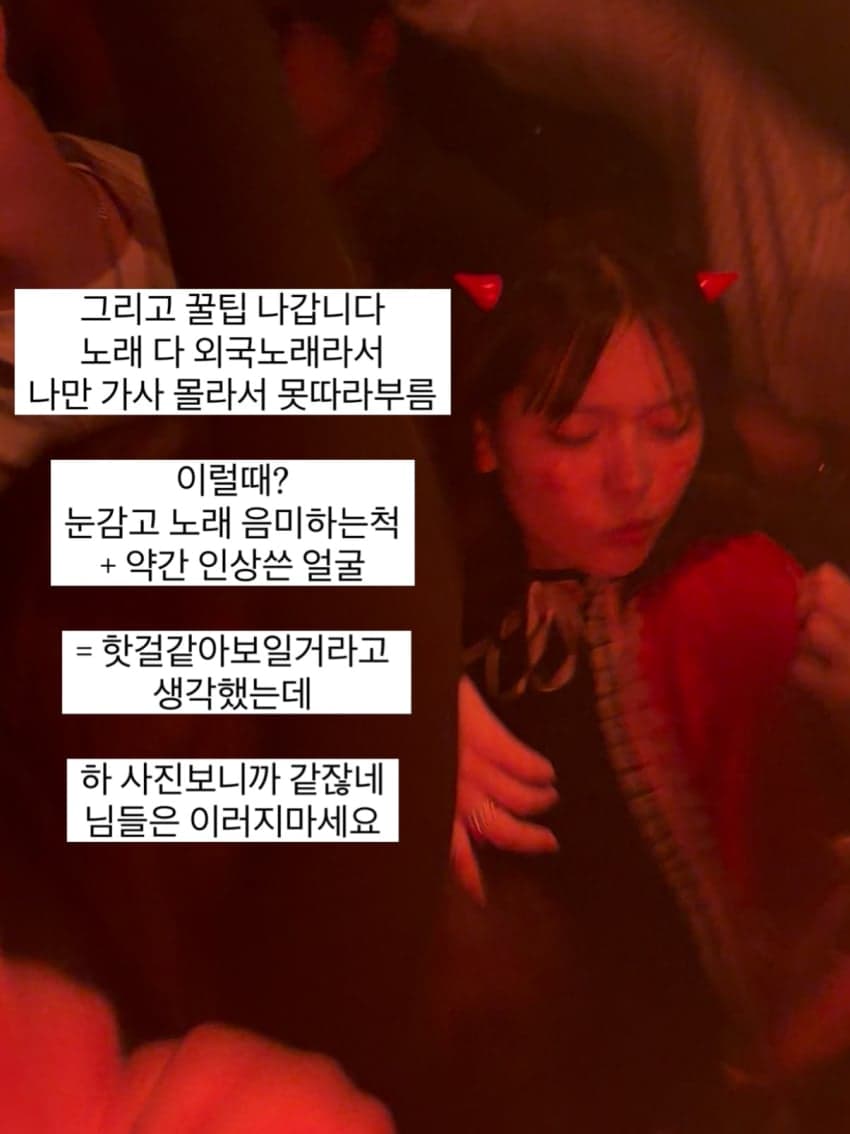 그리고 꿀팁 나갑니다
노래 다 외국노래라서
나만 가사 몰라서 못따라부름
이럴때?
눈감고 노래 음미하는척
+ 약간 인상쓴 얼굴
= 핫걸같아보일거라고
생각했는데
하 사진보니까 같잖네
님들은 이러지마세요